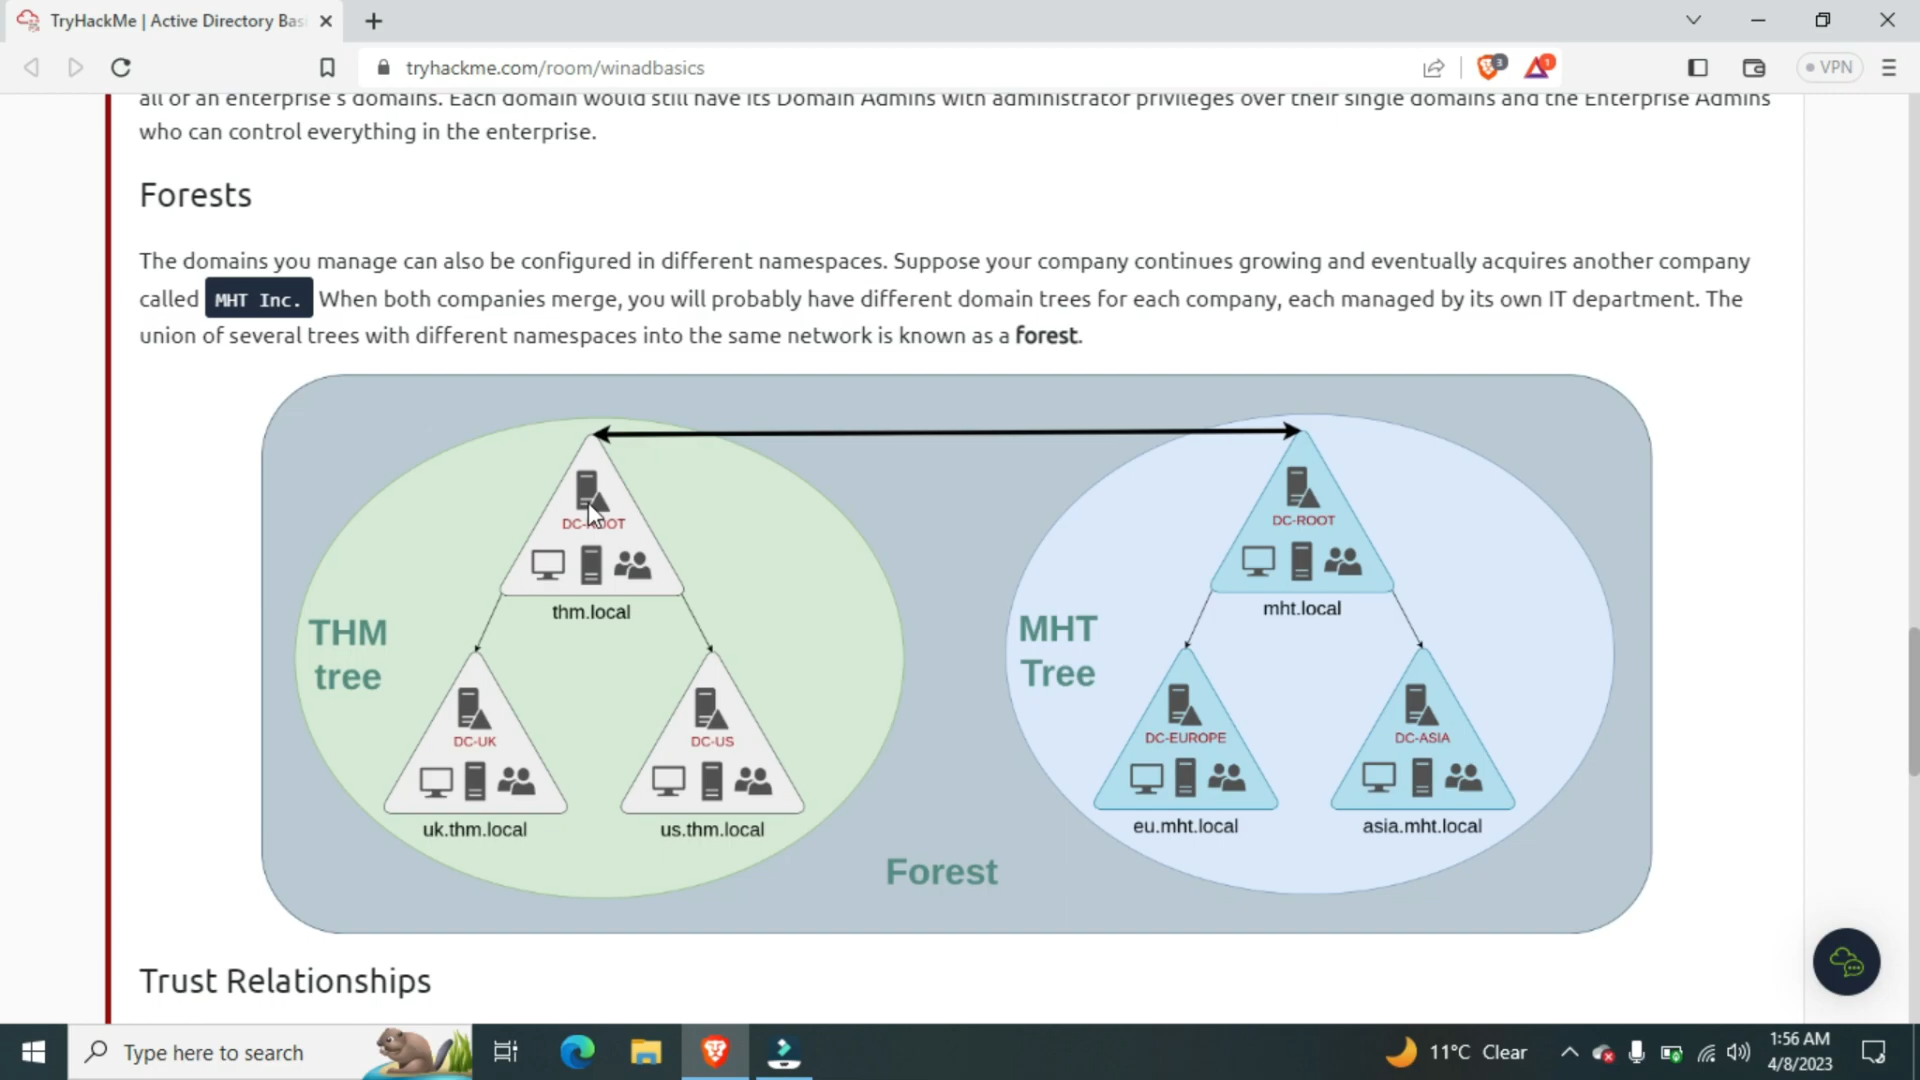 TryHackMe | Active Directory Bas
tryhackme.com/room/winadbasics
3
1
VPN
all of an enterprise's domains. Each domain would still have its Domain Admins with administrator privileges over their single domains and the Enterprise Admins
who can control everything in the enterprise.
Forests
The domains you manage can also be configured in different namespaces. Suppose your company continues growing and eventually acquires another company
called MHT Inc. When both companies merge, you will probably have different domain trees for each company, each managed by its own IT department. The
union of several trees with different namespaces into the same network is known as a forest.
DC-ROOT
thm.local
THM
tree
DC-UK
uk.thm.local
DC-US
us.thm.local
DC-ROOT
mht.local
MHT
Tree
DC-EUROPE
eu.mht.local
DC-ASIA
asia.mht.local
Forest
Trust Relationships
Type here to search
11°C Clear
1:56 AM
4/8/2023